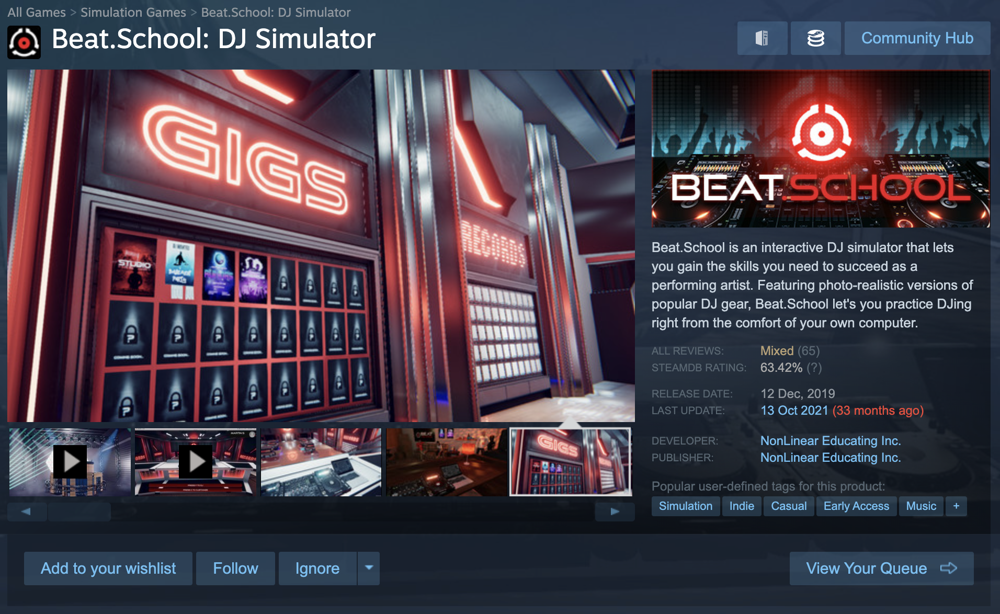 All Games > Simulation Games > Beat.School: DJ Simulator
Beat.School: DJ Simulator
Community Hub
GIGS
RECORDS
STUDIO
BEAT.SCHOOL
Beat.School is an interactive DJ simulator that lets
you gain the skills you need to succeed as a
performing artist. Featuring photo-realistic versions of
popular DJ gear, Beat.School let's you practice DJing
right from the comfort of your own computer.
ALL REVIEWS: Mixed (65)
STEAMDB RATING: 63.42% (?)
RELEASE DATE: 12 Dec, 2019
LAST UPDATE: 13 Oct 2021 (33 months ago)
DEVELOPER: NonLinear Educating Inc.
PUBLISHER: NonLinear Educating Inc.
Popular user-defined tags for this product:
Simulation Indie Casual Early Access Music +
Add to your wishlist Follow Ignore View Your Queue